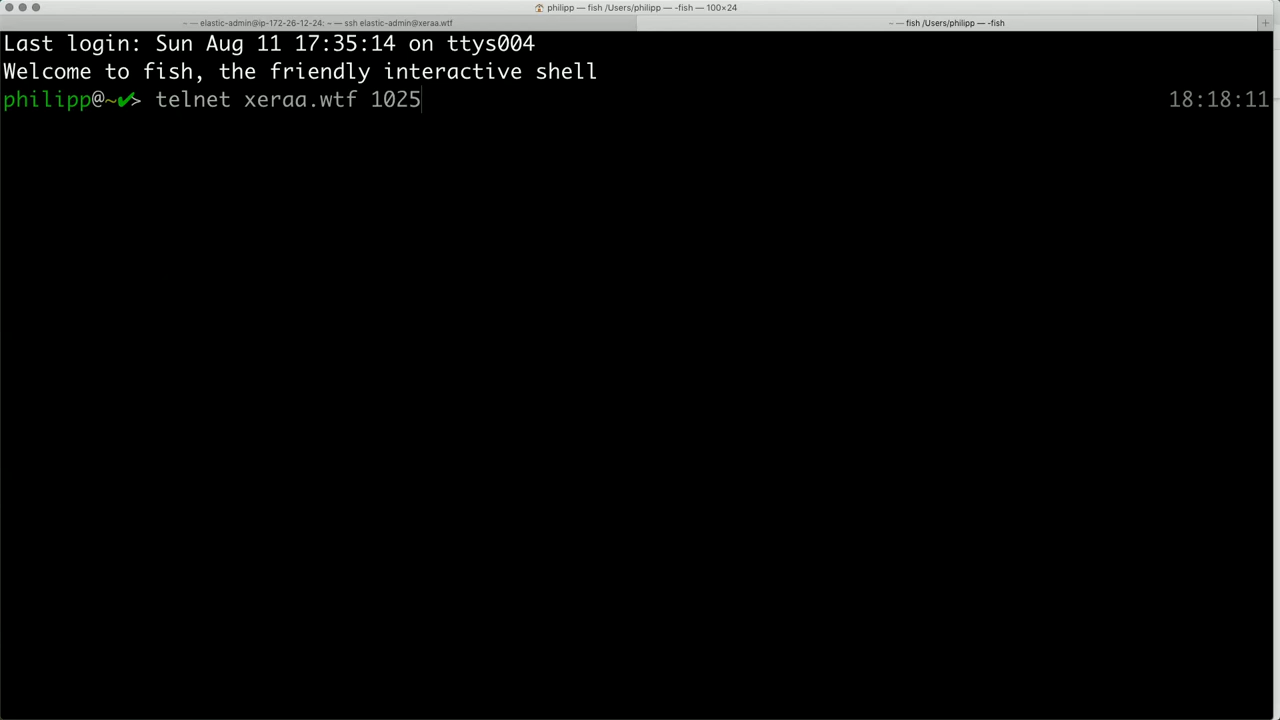 philipp — fish /Users/philipp — -fish — 100×24
~ — elastic-admin@ip-172-26-12-24: ~ — ssh elastic-admin@xeraa.wtf
~ — fish /Users/philipp — -fish
+
Last login: Sun Aug 11 17:35:14 on ttys004
Welcome to fish, the friendly interactive shell
philipp@~✔> telnet xeraa.wtf 1025 18:18:11